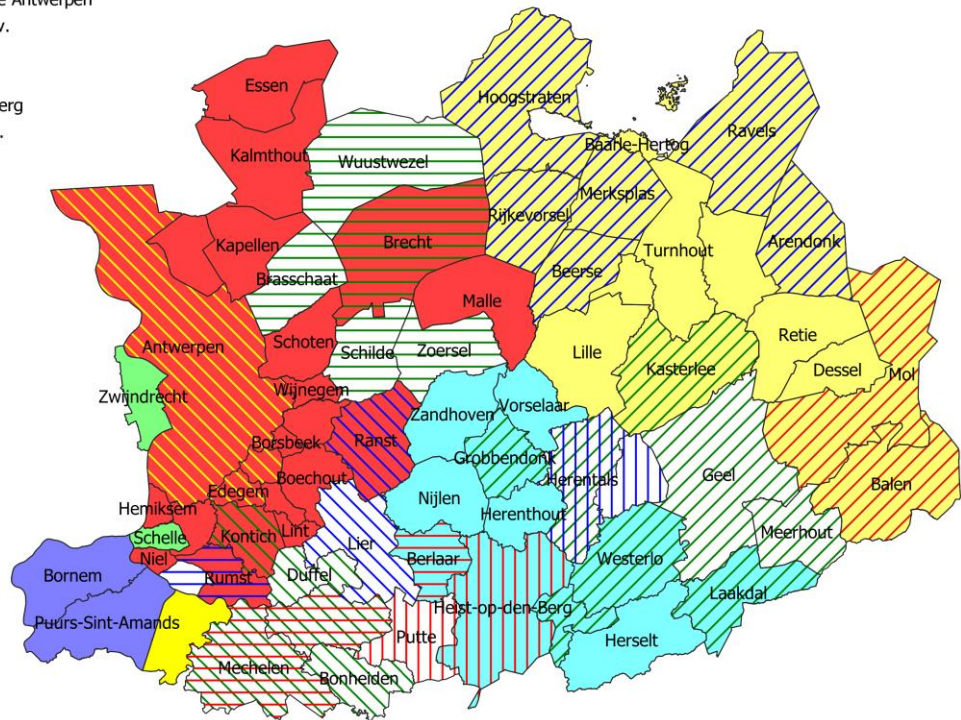 e Antwerpen
v.
erg
.
Essen
Hoogstraten
Kalmthout
Wuustwezel
Ravels
Baarle-Hertog
Merksplas
Rijkevorsel
Kapellen
Brecht
Turnhout
Arendonk
Brasschaat
Beerse
Malle
Antwerpen
Schoten
Schilde
Zoersel
Lille
Retie
Kasterlee
Dessel
Mol
Zwijndrecht
Wijnegem
Zandhoven
Vorselaar
Borsbeek
Ranst
Grobbendonk
Boechout
Herentals
Geel
Balen
Edegem
Nijlen
Hemiksem
Herenthout
Schelle
Kontich
Lint
Lier
Meerhout
Niel
Berlaar
Westerlo
Bornem
Rumst
Duffel
Laakdal
Heist-op-den-Berg
Puurs-Sint-Amands
Putte
Herselt
Mechelen
Bonheiden